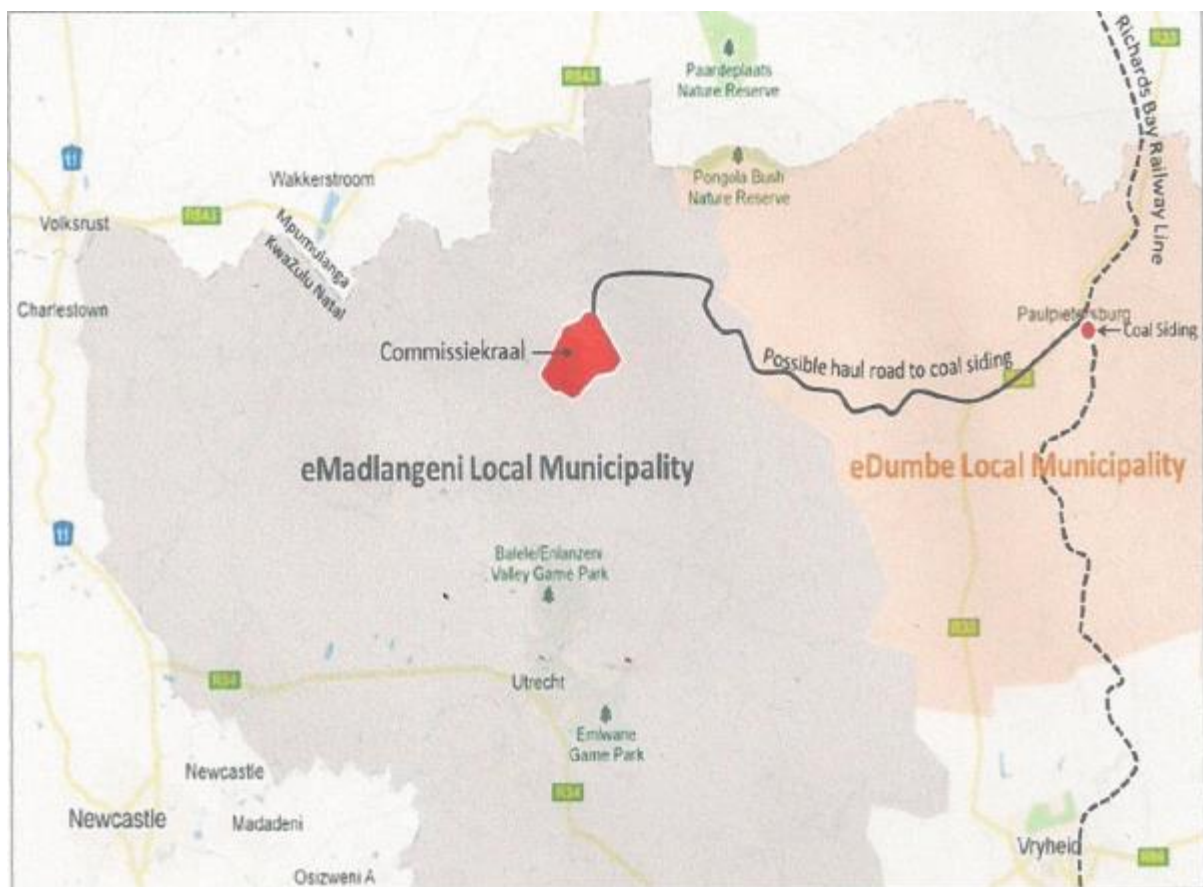 Richards Bay Railway Line
R33
Paardeplaats
Nature Reserve
R543
11
Wakkerstroom
Pongola Bush
Nature Reserve
Volksrust
R543
Mpumulanga
KwaZulu Natal
Charlestown
Paulpietersburg
Coal Siding
Commissiekraal
Possible haul road to coal siding
eMadlangeni Local Municipality
eDumbe Local Municipality
11
Balele/Enlanzeni
Valley Game Park
R33
R34
Utrecht
Emlwane
Game Park
Newcastle
R34
Newcastle
Madadeni
Vryheid
Osizweni A